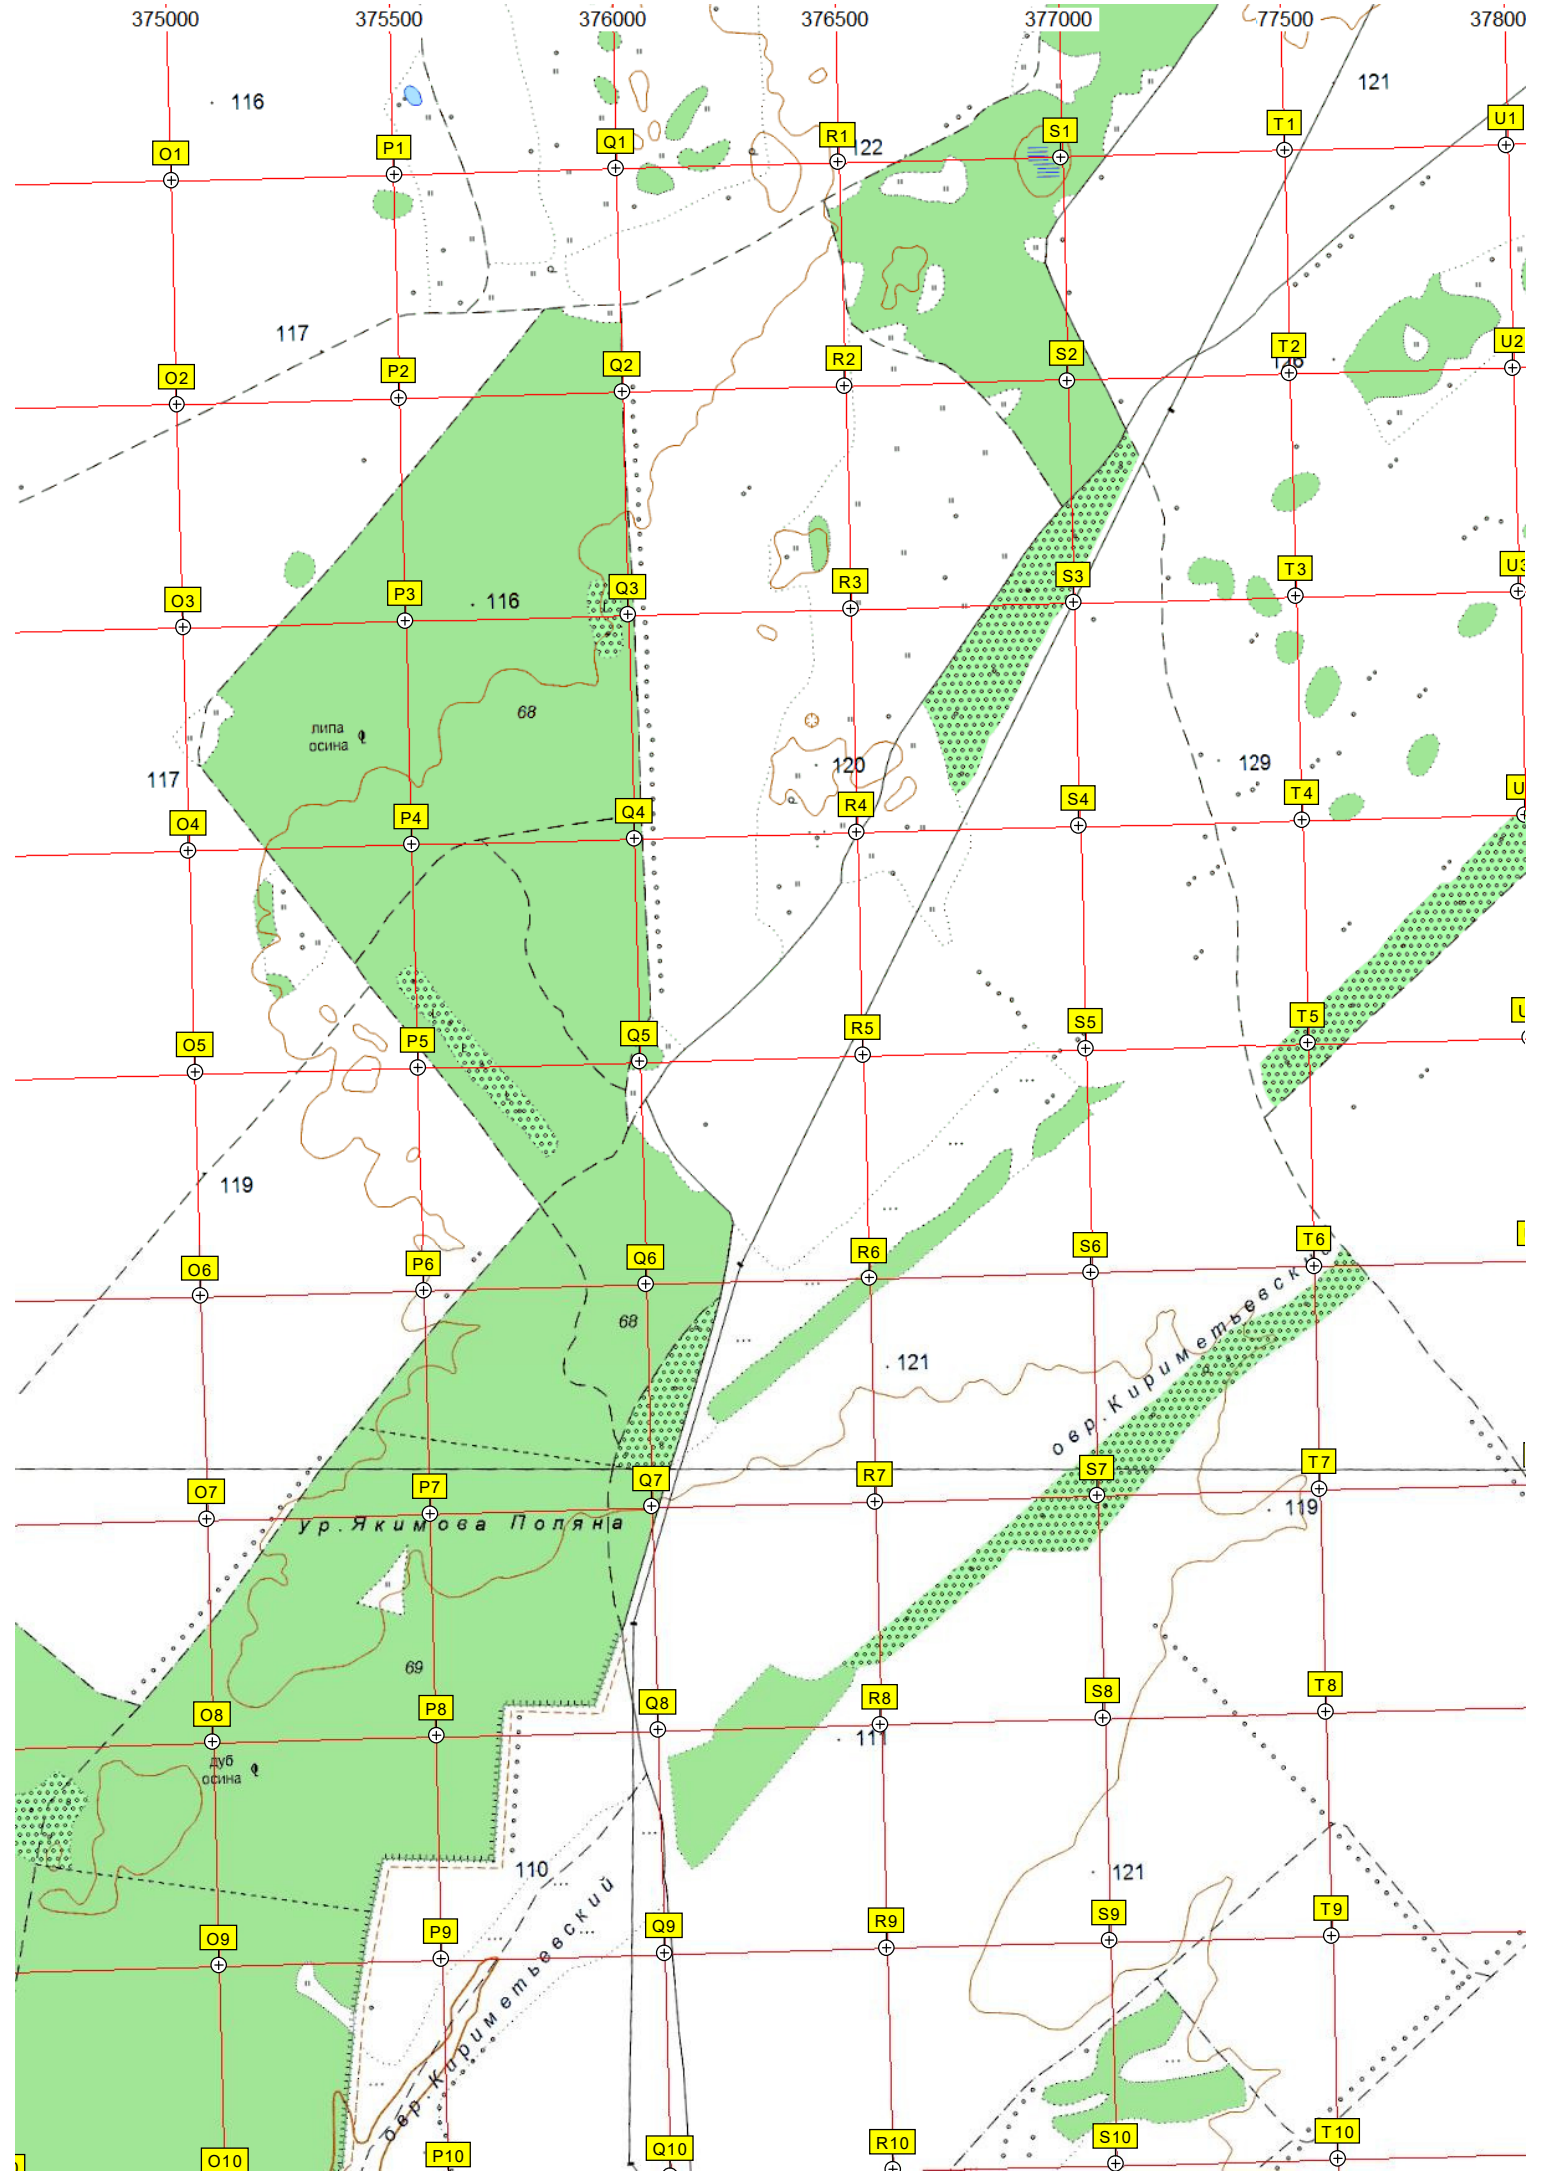 375000 375500 376000 376500 377000 77500 37800
121
116
U1
T1
S1
R1
122
Q1
P1
O1
117
U2
T2
S2
R2
Q2
P2
O2
U3
T3
S3
R3
Q3
P3
116
O3
68
липа
осина
117
129
120
U
T4
S4
R4
Q4
P4
O4
T5
S5
R5
Q5
P5
O5
119
T6
S6
R6
Q6
P6
O6
68
121
овр. Кириметьевский
T7
S7
R7
Q7
P7
O7
119
ур. Якимова Поляна
69
T8
S8
R8
Q8
P8
O8
111
дуб
осина
110
121
T9
S9
R9
Q9
P9
O9
овр. Кириметьевский
T10
S10
R10
Q10
P10
O10